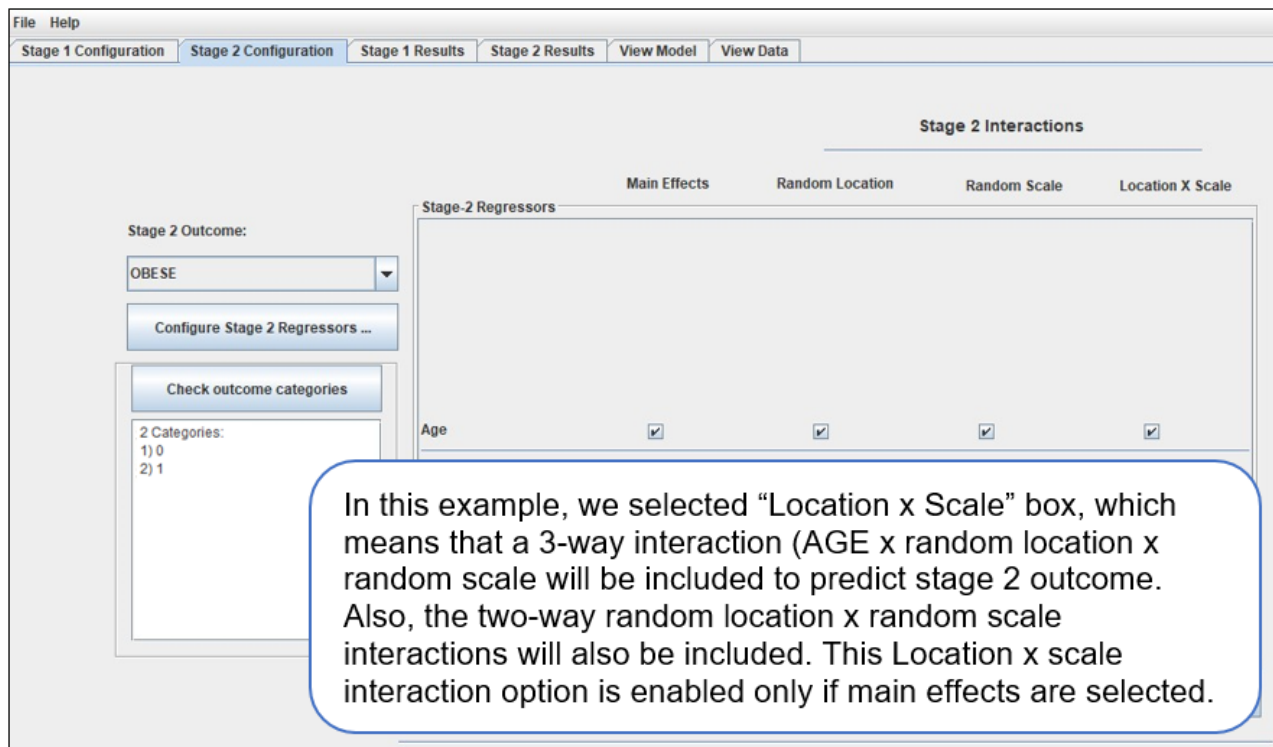 File Help
Stage 1 Configuration Stage 2 Configuration Stage 1 Results Stage 2 Results View Model View Data
Stage 2 Interactions
Main Effects Random Location Random Scale Location X Scale
Stage-2 Regressors
Stage 2 Outcome:
OBESE
Configure Stage 2 Regressors ...
Check outcome categories
2 Categories:
1) 0
2) 1
Age
In this example, we selected “Location x Scale” box, which
means that a 3-way interaction (AGE x random location x
random scale will be included to predict stage 2 outcome.
Also, the two-way random location x random scale
interactions will also be included. This Location x scale
interaction option is enabled only if main effects are selected.